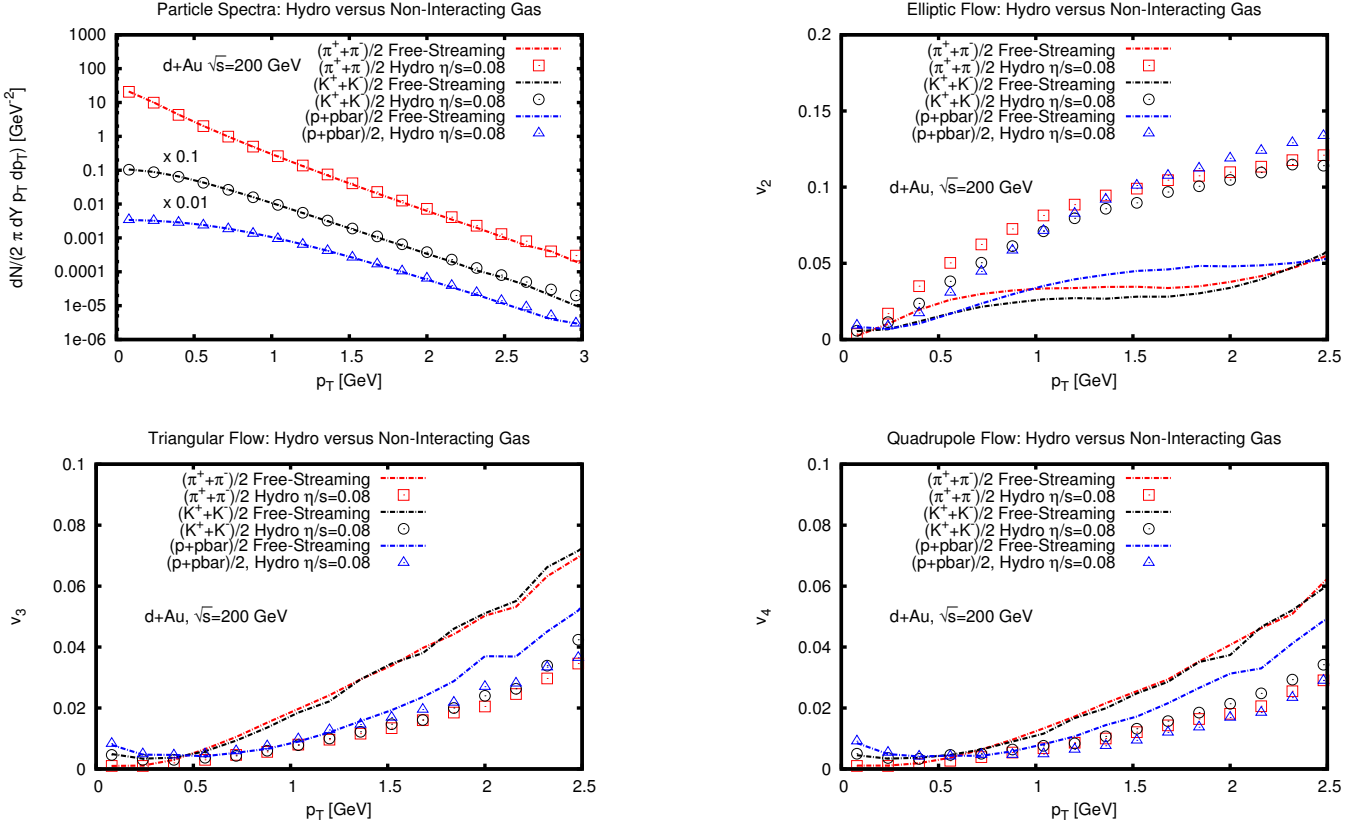 Particle Spectra: Hydro versus Non-Interacting Gas
dN/(2 π dY p_T dp_T) [GeV^-2]
1000
100
10
1
0.1
0.01
0.001
0.0001
1e-05
1e-06
d+Au √s=200 GeV
(π^+ +π^-)/2 Free-Streaming
(π^+ +π^-)/2 Hydro η/s=0.08
(K^+ +K^-)/2 Free-Streaming
(K^+ +K^-)/2 Hydro η/s=0.08
(p+pbar)/2 Free-Streaming
(p+pbar)/2, Hydro η/s=0.08
x 0.1
x 0.01
0 0.5 1 1.5 2 2.5 3
p_T [GeV]
Elliptic Flow: Hydro versus Non-Interacting Gas
v_2
0.2
0.15
0.1
0.05
0
(π^+ +π^-)/2 Free-Streaming
(π^+ +π^-)/2 Hydro η/s=0.08
(K^+ +K^-)/2 Free-Streaming
(K^+ +K^-)/2 Hydro η/s=0.08
(p+pbar)/2 Free-Streaming
(p+pbar)/2, Hydro η/s=0.08
d+Au, √s=200 GeV
0 0.5 1 1.5 2 2.5
p_T [GeV]
Triangular Flow: Hydro versus Non-Interacting Gas
v_3
0.1
0.08
0.06
0.04
0.02
0
(π^+ +π^-)/2 Free-Streaming
(π^+ +π^-)/2 Hydro η/s=0.08
(K^+ +K^-)/2 Free-Streaming
(K^+ +K^-)/2 Hydro η/s=0.08
(p+pbar)/2 Free-Streaming
(p+pbar)/2, Hydro η/s=0.08
d+Au, √s=200 GeV
0 0.5 1 1.5 2 2.5
p_T [GeV]
Quadrupole Flow: Hydro versus Non-Interacting Gas
v_4
0.1
0.08
0.06
0.04
0.02
0
(π^+ +π^-)/2 Free-Streaming
(π^+ +π^-)/2 Hydro η/s=0.08
(K^+ +K^-)/2 Free-Streaming
(K^+ +K^-)/2 Hydro η/s=0.08
(p+pbar)/2 Free-Streaming
(p+pbar)/2, Hydro η/s=0.08
d+Au, √s=200 GeV
0 0.5 1 1.5 2 2.5
p_T [GeV]